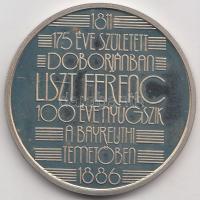 1811
175 ÉVE SZÜLETETT
DOBORJÁNBAN
LISZT FERENC
100 ÉVE NYUGSZIK
A BAYREUTHI
TEMETŐBEN
1886